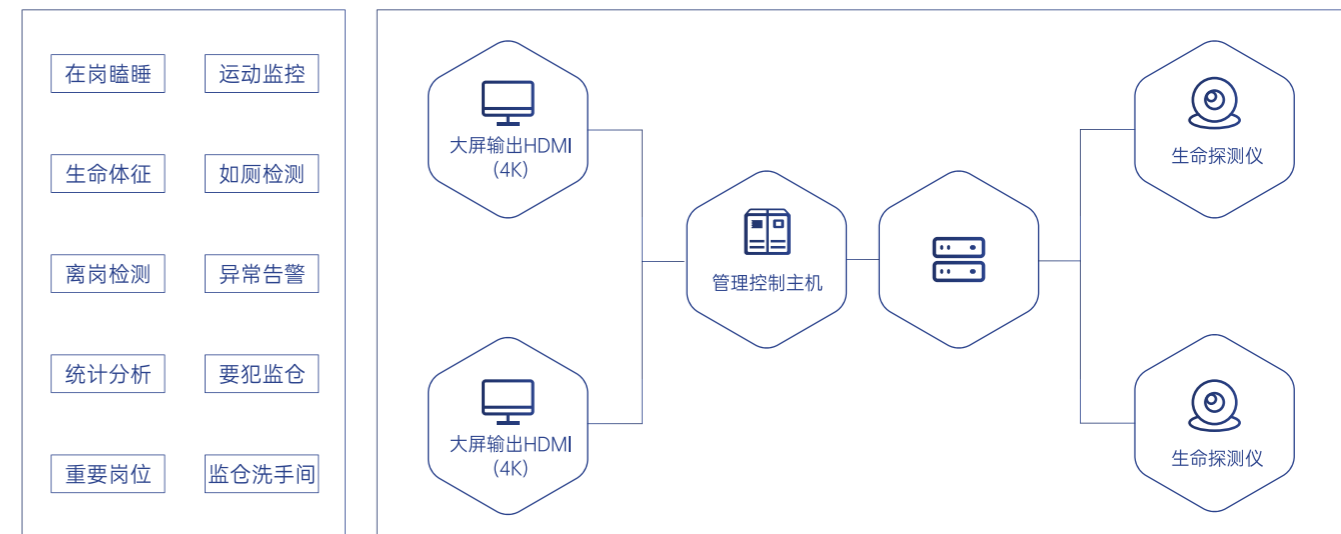 在岗瞌睡
运动监控
生命体征
如厕检测
离岗检测
异常告警
统计分析
要犯监仓
重要岗位
监仓洗手间
大屏输出HDMI
(4K)
大屏输出HDMI
(4K)
管理控制主机
生命探测仪
生命探测仪